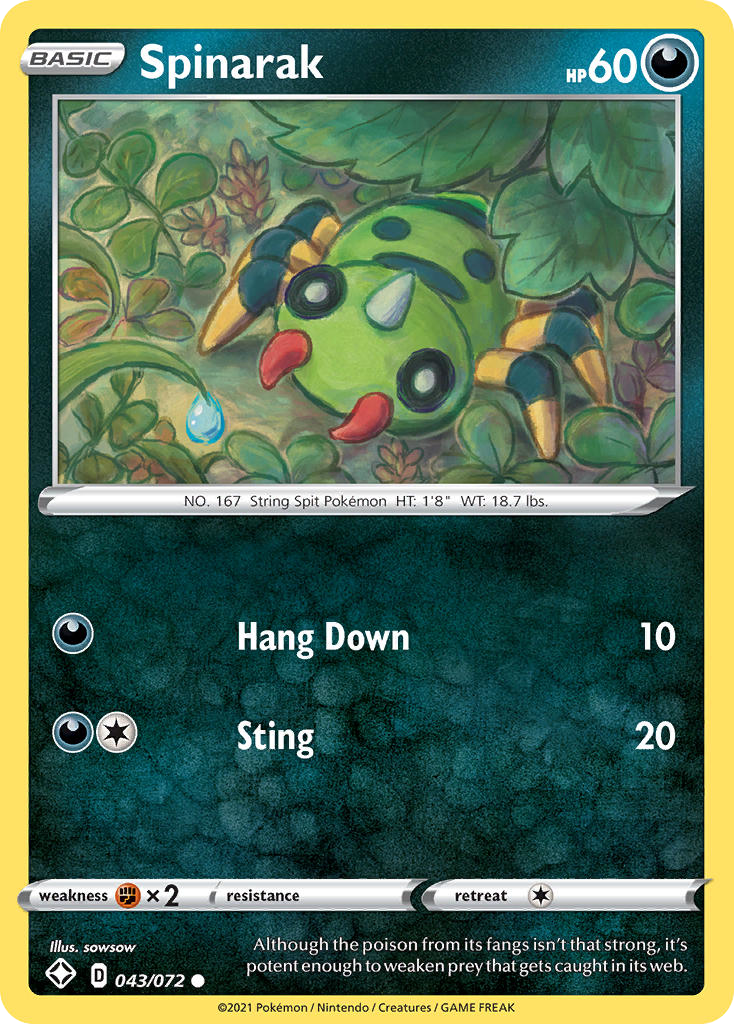 BASIC Spinarak HP60
NO. 167 String Spit Pokémon HT: 1'8" WT: 18.7 lbs.
Hang Down 10
Sting 20
weakness ×2 resistance retreat
Illus. sowsow
Although the poison from its fangs isn't that strong, it's
potent enough to weaken prey that gets caught in its web.
D 043/072
©2021 Pokémon / Nintendo / Creatures / GAME FREAK